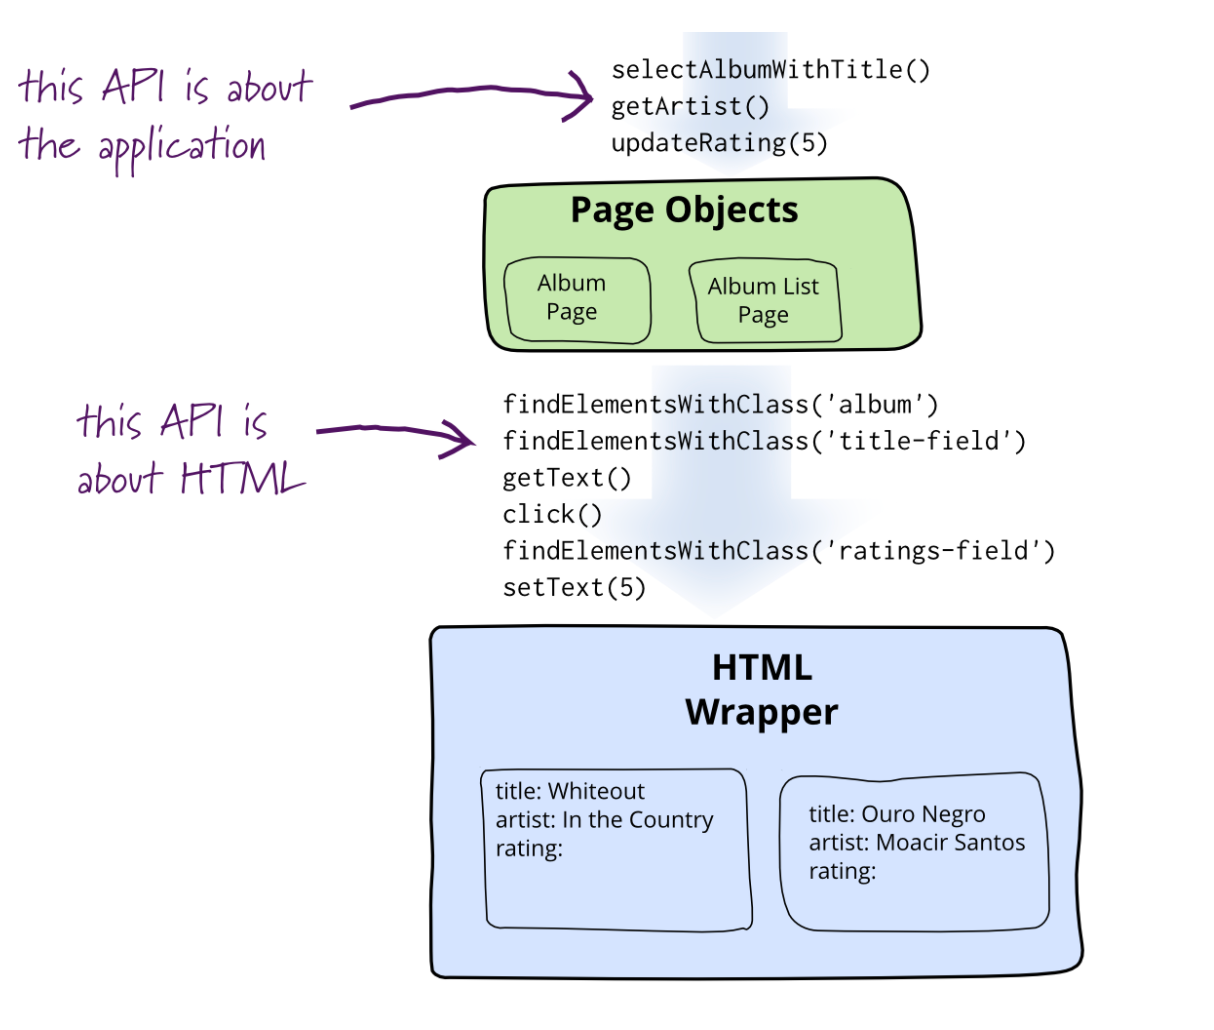 this API is about
the application
selectAlbumWithTitle()
getArtist()
updateRating(5)
Page Objects
Album
Page
Album List
Page
this API is
about HTML
findElementsWithClass('album')
findElementsWithClass('title-field')
getText()
click()
findElementsWithClass('ratings-field')
setText(5)
HTML
Wrapper
title: Whiteout
artist: In the Country
rating:
title: Ouro Negro
artist: Moacir Santos
rating: